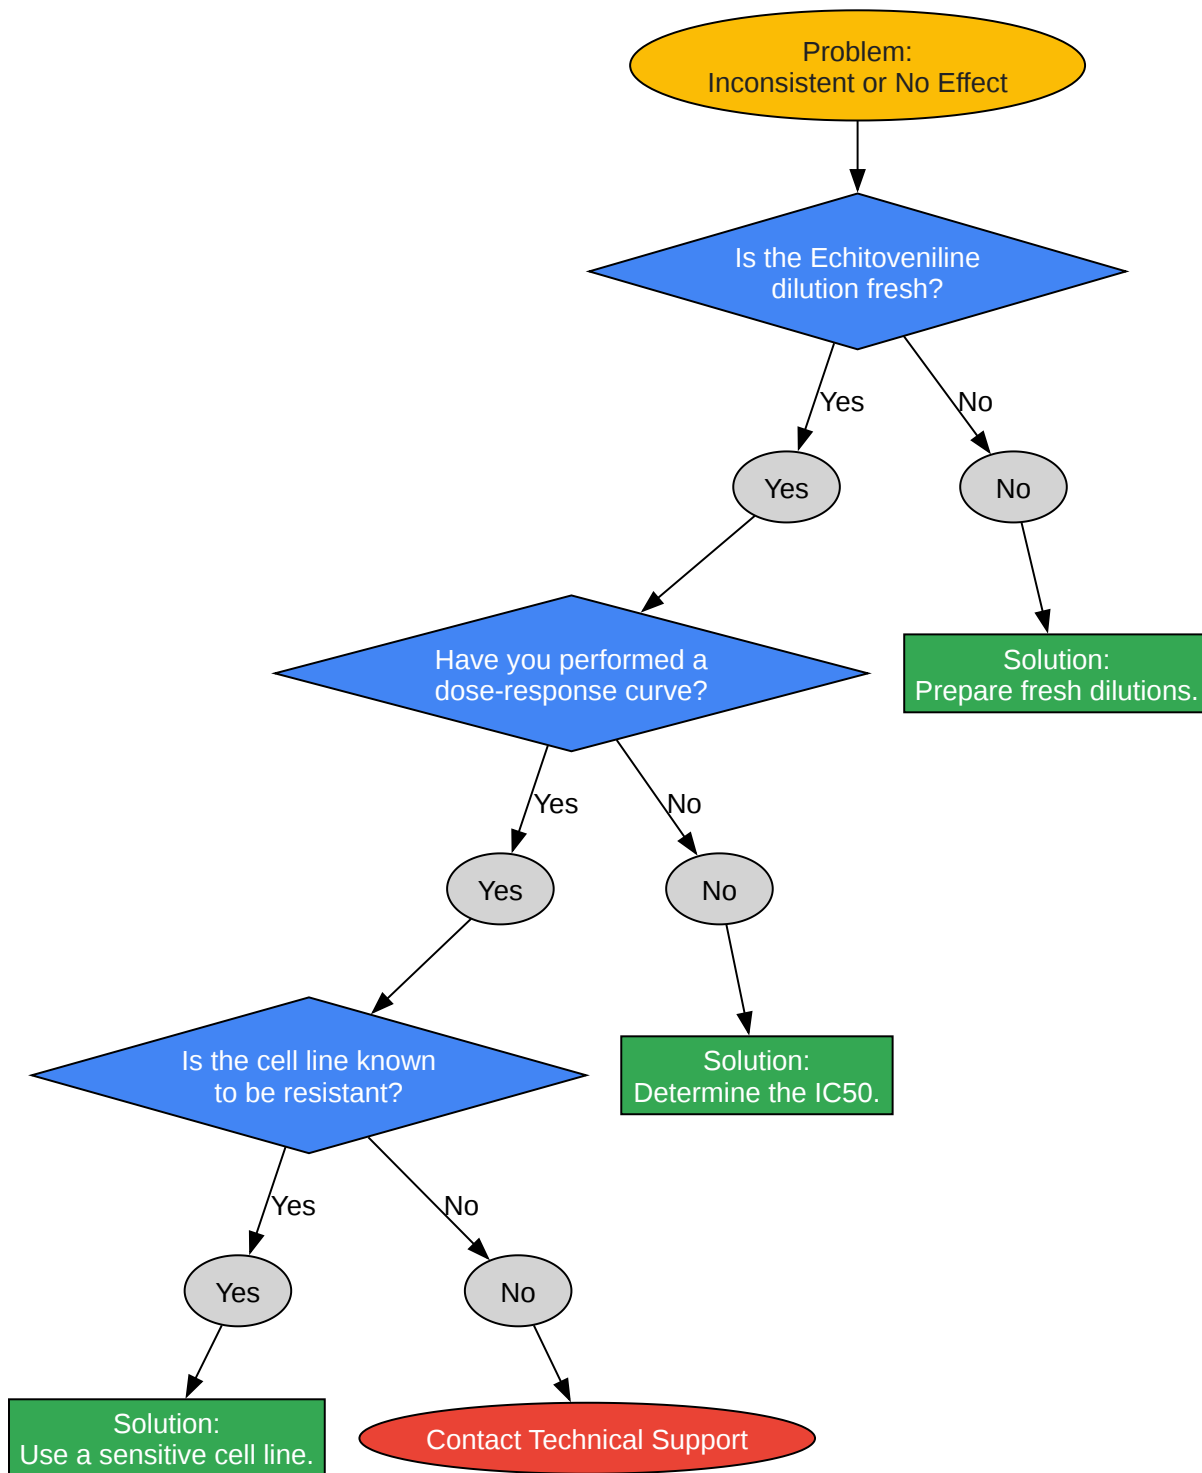 Problem:
Inconsistent or No Effect
Is the Echitoveniline
dilution fresh?
Yes
No
Yes
No
Solution:
Prepare fresh dilutions.
Have you performed a
dose-response curve?
Yes
No
Yes
No
Solution:
Determine the IC50.
Is the cell line known
to be resistant?
Yes
No
Yes
No
Solution:
Use a sensitive cell line.
Contact Technical Support